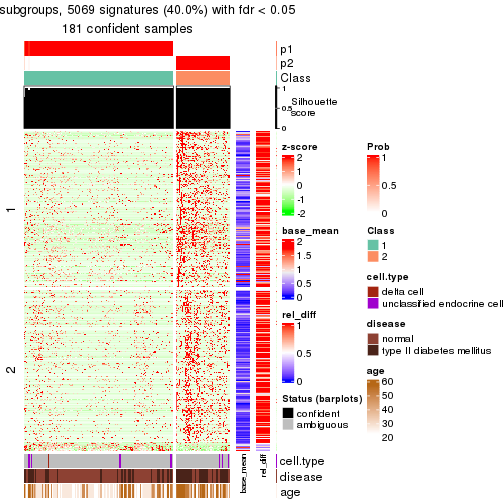 subgroups, 5069 signatures (40.0%) with fdr < 0.05
181 confident samples
p1
p2
Class
1
0.5
0
Silhouette
score
1
2
z-score
2
1
0
-1
-2
base_mean
2
1.5
1
0.5
0
rel_diff
1
0.5
0
Status (barplots)
confident
ambiguous
Prob
1
0.5
0
Class
1
2
cell.type
delta cell
unclassified endocrine cell
disease
normal
type II diabetes mellitus
age
60
50
40
30
20
cell.type
disease
age
base_mean
rel_diff